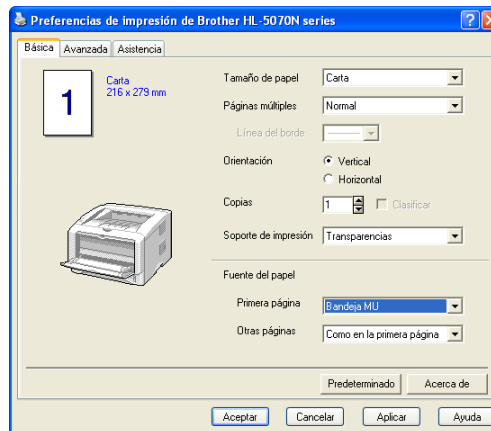 Preferencias de impresión de Brother HL-5070N series
Básica Avanzada Asistencia
1
Carta
216 x 279 mm
Tamaño de papel Carta
Páginas múltiples Normal
Línea del borde
Orientación Vertical
Horizontal
Copias 1 Clasificar
Soporte de impresión Transparencias
Fuente del papel
Primera página Bandeja MU
Otras páginas Como en la primera página
Predeterminado Acerca de
Aceptar Cancelar Aplicar Ayuda